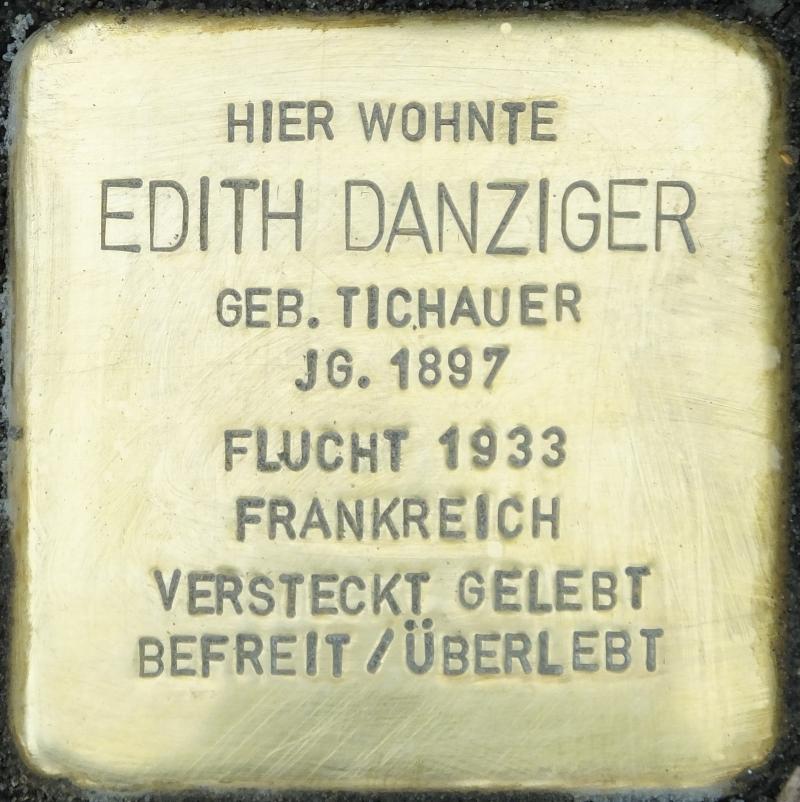 HIER WOHNTE
EDITH DANZIGER
GEB. TICHAUER
JG. 1897
FLUCHT 1933
FRANKREICH
VERSTECKT GELEBT
BEFREIT / ÜBERLEBT